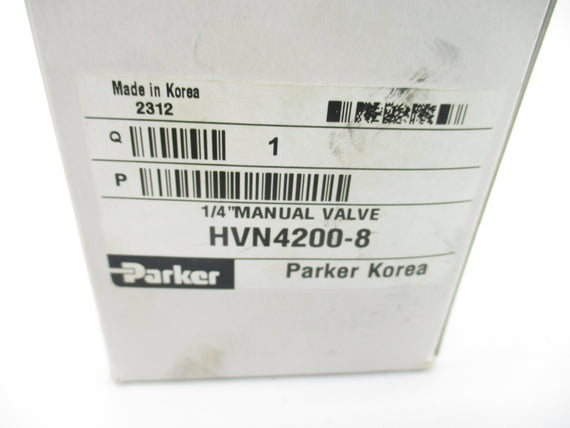 Made in Korea
2312
Q 1
P
1/4"MANUAL VALVE
HVN4200-8
Parker Parker Korea